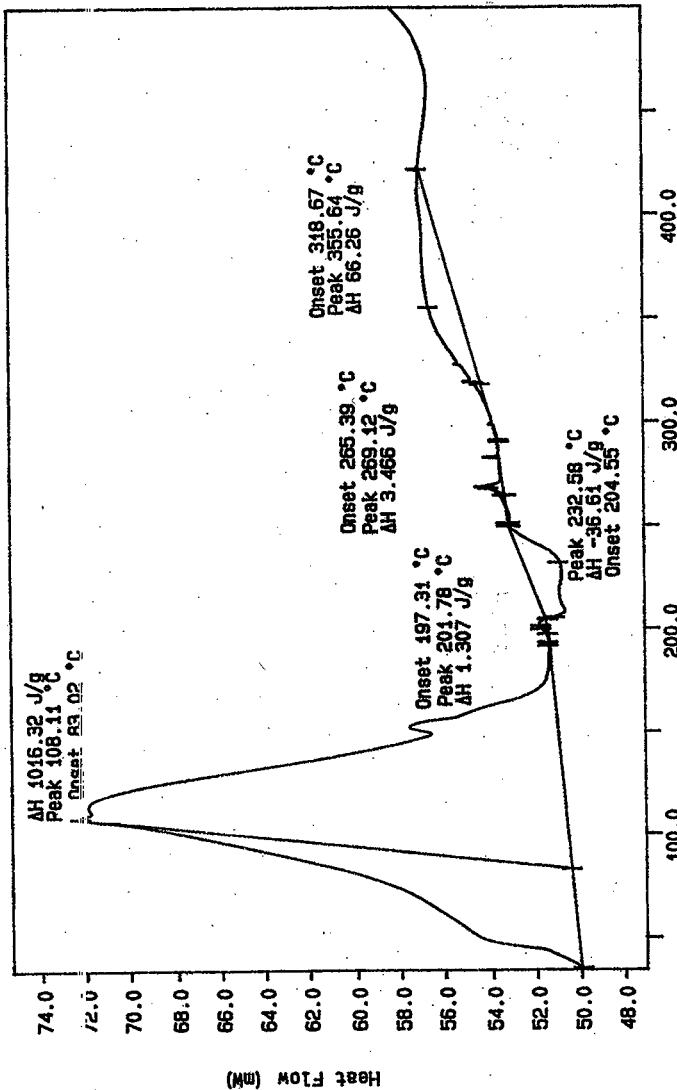 ΔH 1016.32 J/g
Peak 108.11 °C
Onset 83.02 °C
Onset 197.31 °C
Peak 201.78 °C
ΔH 1.307 J/g
Onset 265.39 °C
Peak 269.12 °C
ΔH 3.466 J/g
Onset 318.67 °C
Peak 355.64 °C
ΔH 66.26 J/g
Peak 232.58 °C
ΔH -36.61 J/g
Onset 204.55 °C
74.0
72.0
70.0
68.0
66.0
64.0
62.0
60.0
58.0
56.0
54.0
52.0
50.0
48.0
Heat Flow (mW)
100.0
200.0
300.0
400.0